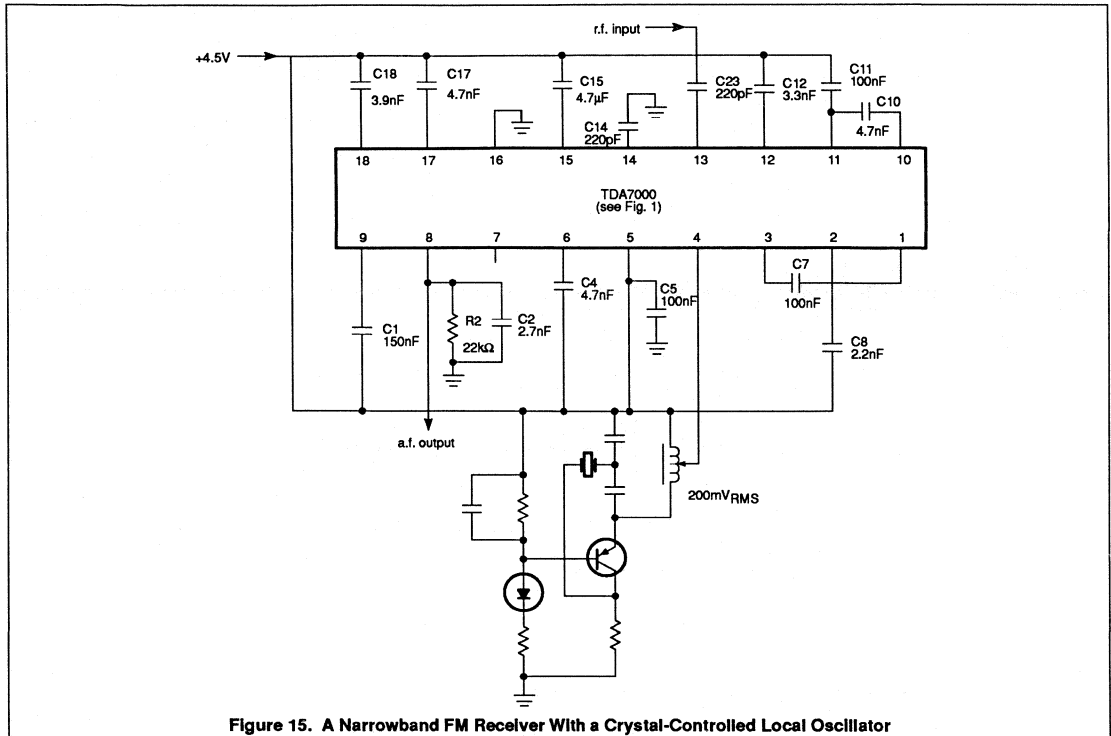 r.f. input
+4.5V
C18
3.9nF
C17
4.7nF
C15
4.7µF
C14
220pF
C23
220pF
C12
3.3nF
C11
100nF
C10
4.7nF
18 17 16 15 14 13 12 11 10
TDA7000
(see Fig. 1)
9 8 7 6 5 4 3 2 1
C1
150nF
R2
22kΩ
C2
2.7nF
C4
4.7nF
C5
100nF
C7
100nF
C8
2.2nF
a.f. output
200mVRMS
Figure 15. A Narrowband FM Receiver With a Crystal-Controlled Local Oscillator